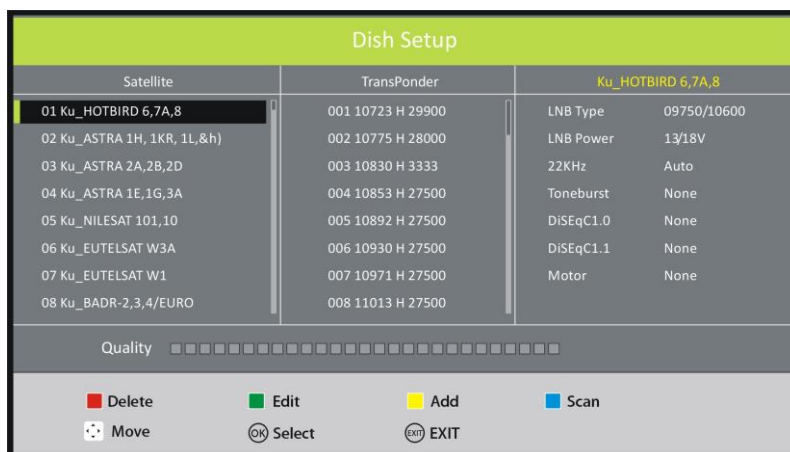 Dish Setup
Satellite
TransPonder
Ku_HOTBIRD 6,7A,8
01 Ku_HOTBIRD 6,7A,8
02 Ku_ASTRA 1H, 1KR, 1L,&h)
03 Ku_ASTRA 2A,2B,2D
04 Ku_ASTRA 1E,1G,3A
05 Ku_NILESAT 101,10
06 Ku_EUTELSAT W3A
07 Ku_EUTELSAT W1
08 Ku_BADR-2,3,4/EURO
001 10723 H 29900
002 10775 H 28000
003 10830 H 3333
004 10853 H 27500
005 10892 H 27500
006 10930 H 27500
007 10971 H 27500
008 11013 H 27500
LNB Type 09750/10600
LNB Power 13/18V
22KHz Auto
Toneburst None
DiSEqC1.0 None
DiSEqC1.1 None
Motor None
Quality
Delete Edit Add Scan
Move OK Select EXIT EXIT